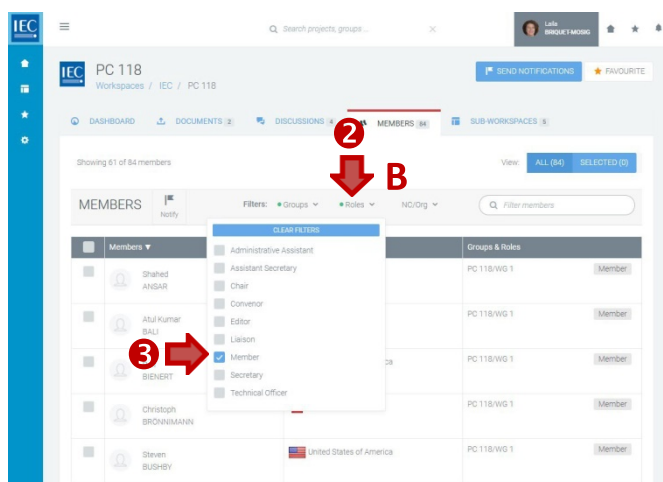 IEC
Search projects, groups ...
Laila
BRIQUET-MOSIG
IEC
PC 118
Workspaces / IEC / PC 118
SEND NOTIFICATIONS
FAVOURITE
DASHBOARD
DOCUMENTS 2
DISCUSSIONS 4
MEMBERS 84
SUB-WORKSPACES 5
2
B
Showing 61 of 84 members
View: ALL (84) SELECTED (0)
MEMBERS
Notify
Filters: Groups Roles NC/Org
Filter members
CLEAR FILTERS
Members ▼
Groups & Roles
Administrative Assistant
Assistant Secretary
Chair
Convenor
Editor
Liaison
3
Member
Secretary
Technical Officer
Shahed
ANSAR
PC 118/WG 1
Member
Atul Kumar
BALI
PC 118/WG 1
Member
BIENERT
ca
PC 118/WG 1
Member
Christoph
BRÖNNIMANN
PC 118/WG 1
Member
Steven
BUSHBY
United States of America
PC 118/WG 1
Member